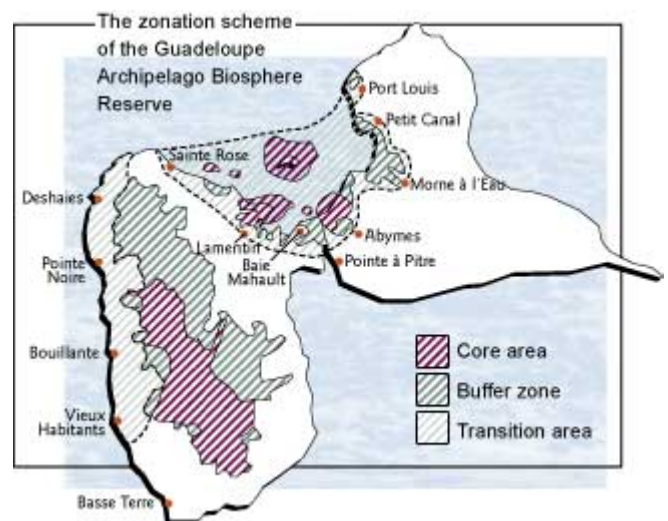 The zonation scheme
of the Guadeloupe
Archipelago Biosphere
Reserve
Port Louis
Petit Canal
Sainte Rose
Morne à l'Eau
Deshaies
Lamentin
Baie
Mahault
Abymes
Pointe à Pitre
Pointe
Noire
Bouillante
Vieux
Habitants
Basse Terre
Core area
Buffer zone
Transition area